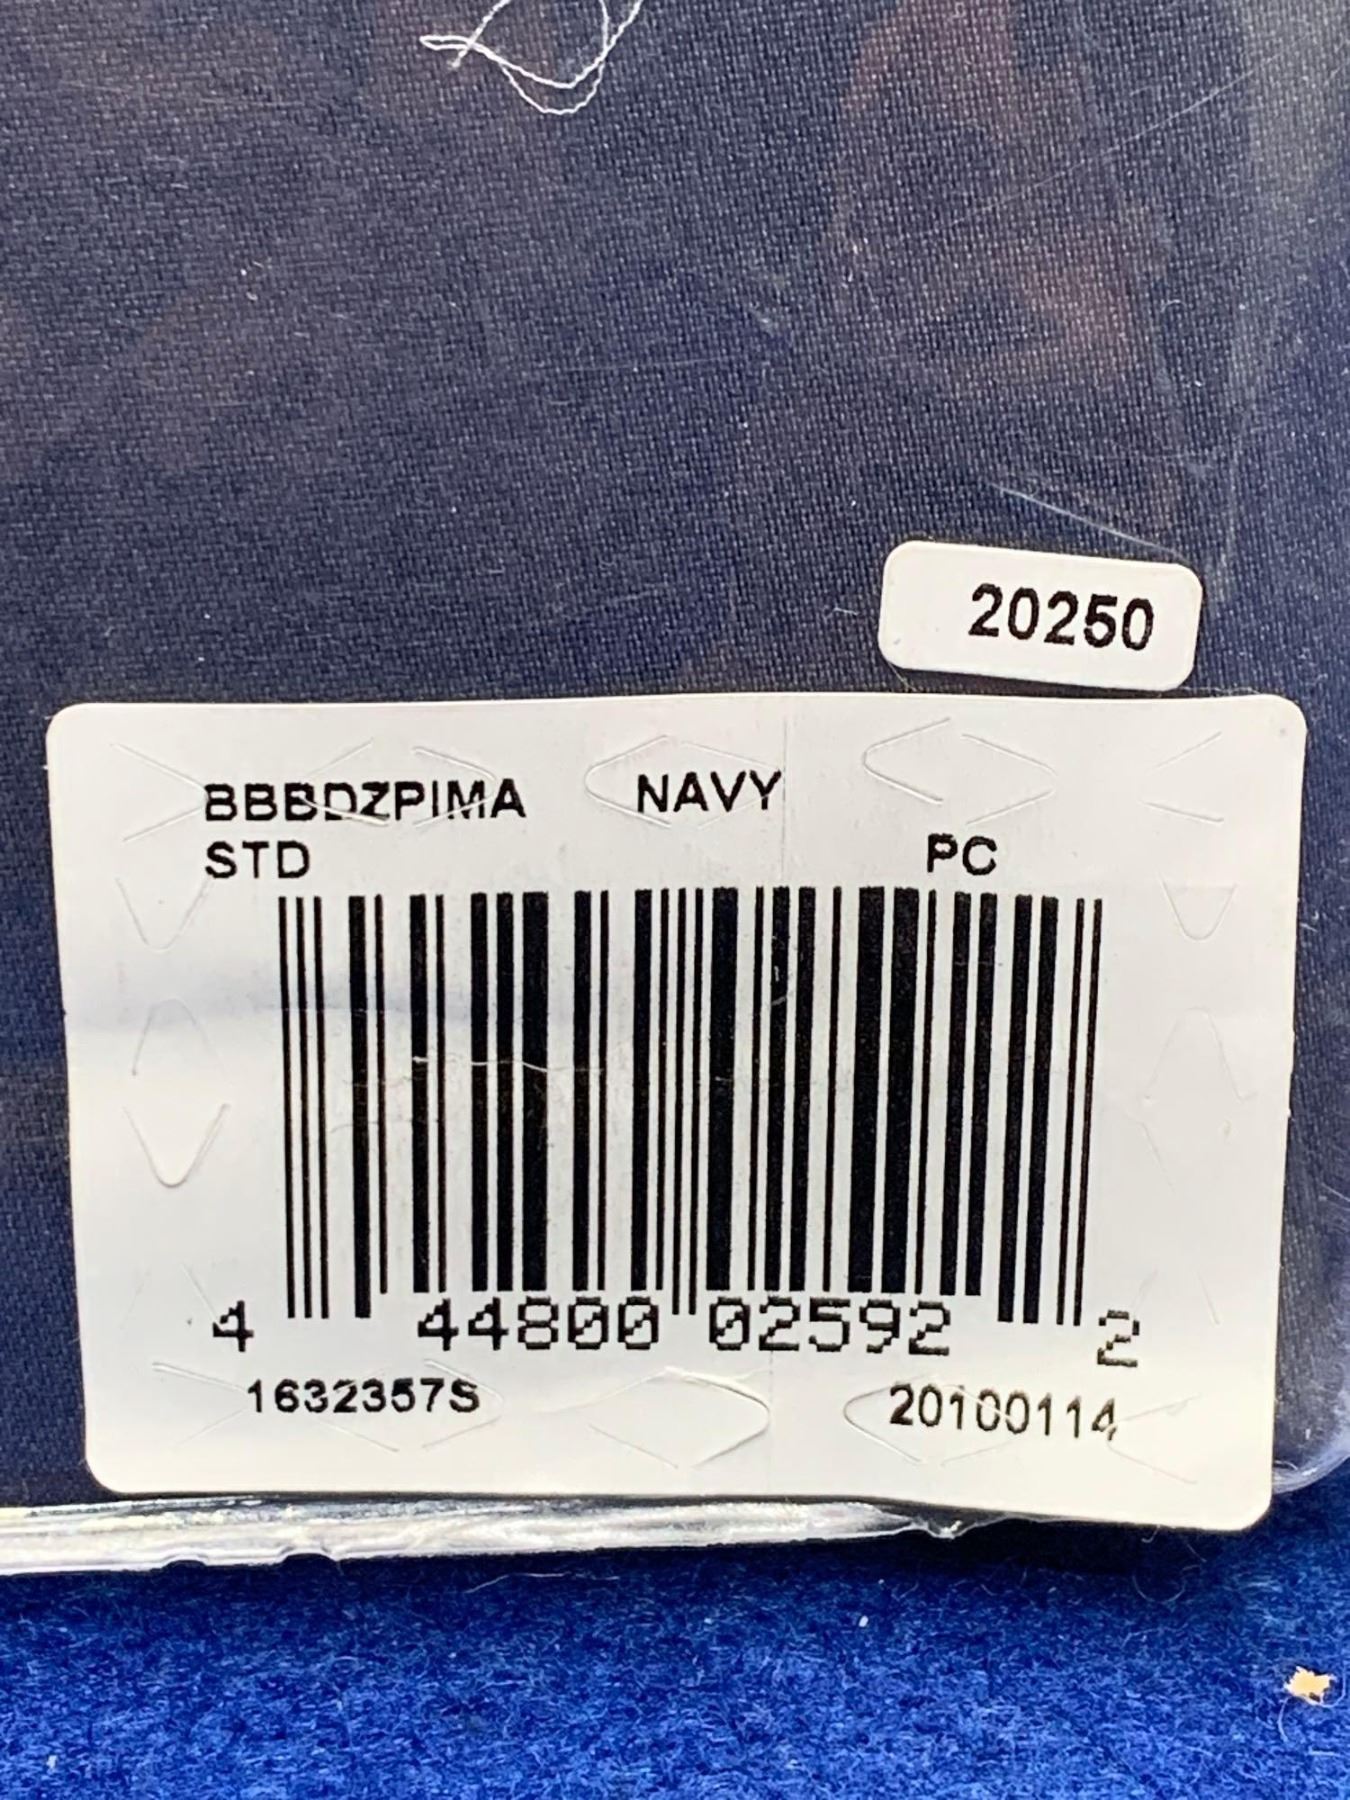 20250
BBBDZPIMA NAVY
STD PC
4 44800 02592 2
1632357S 20100114